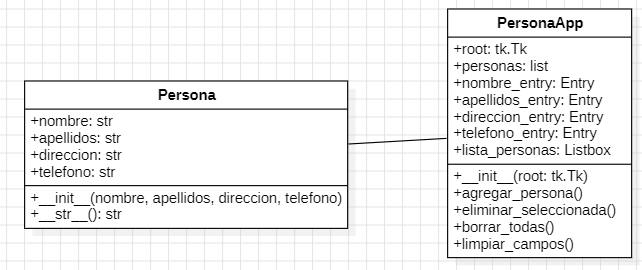 Persona
+nombre: str
+apellidos: str
+direccion: str
+telefono: str
+__init__(nombre, apellidos, direccion, telefono)
+__str__(): str
PersonaApp
+root: tk.Tk
+personas: list
+nombre_entry: Entry
+apellidos_entry: Entry
+direccion_entry: Entry
+telefono_entry: Entry
+lista_personas: Listbox
+__init__(root: tk.Tk)
+agregar_persona()
+eliminar_seleccionada()
+borrar_todas()
+limpiar_campos()